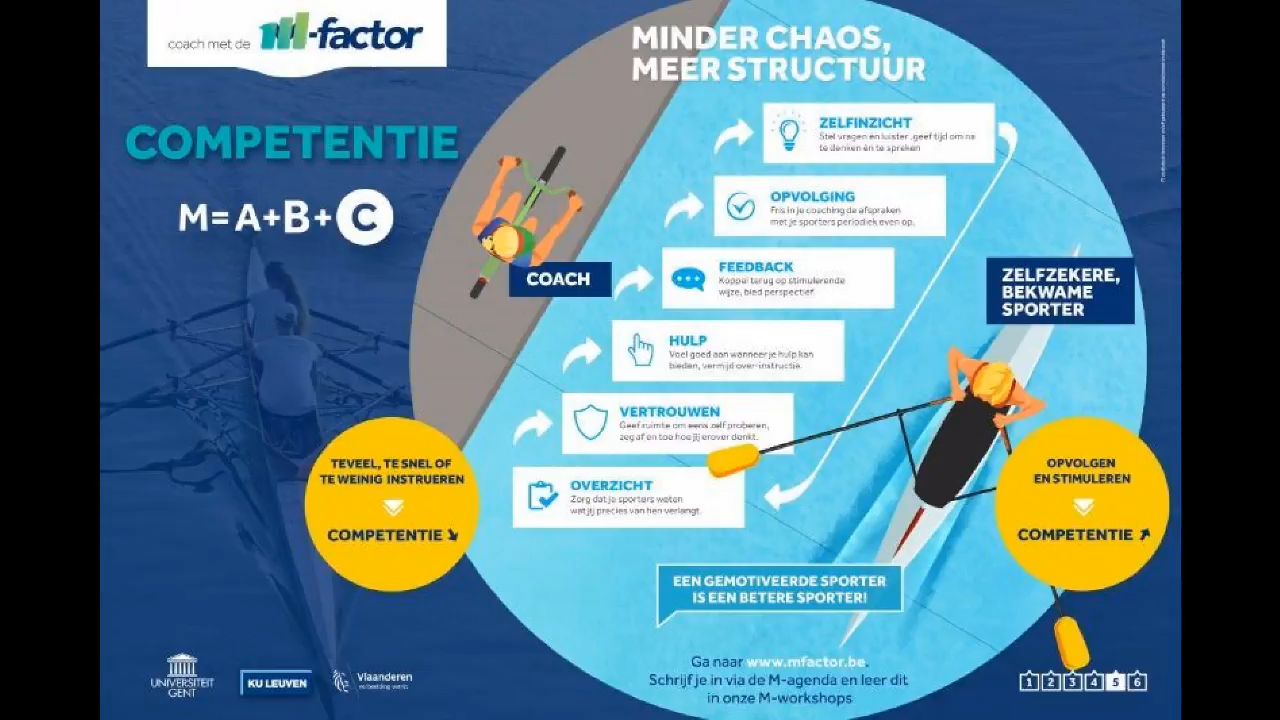 coach met de M-factor
COMPETENTIE
M=A+B+C
MINDER CHAOS,
MEER STRUCTUUR
ZELFINZICHT
Stel vragen en luister, geef tijd om na
te denken en te spreken
OPVOLGING
Fris in je coaching de afspraken
met je sporters periodiek even op.
FEEDBACK
Koppel terug op stimulerende
wijze, bied perspectief
HULP
Voel goed aan wanneer je hulp kan
bieden, vermijd over-instructie.
VERTROUWEN
Geef ruimte om eens zelf proberen,
zeg af en toe hoe jij erover denkt.
OVERZICHT
Zorg dat je sporters weten
wat jij precies van hen verlangt.
COACH
ZELFZEKERE,
BEKWAME
SPORTER
TEVEEL, TE SNEL OF
TE WEINIG INSTRUEREN
COMPETENTIE
OPVOLGEN
EN STIMULEREN
COMPETENTIE
EEN GEMOTIVEERDE SPORTER
IS EEN BETERE SPORTER!
Ga naar www.mfactor.be.
Schrijf je in via de M-agenda en leer dit
in onze M-workshops
UNIVERSITEIT
GENT
KU LEUVEN
Vlaanderen
verbeelding werkt
1 2 3 4 5 6